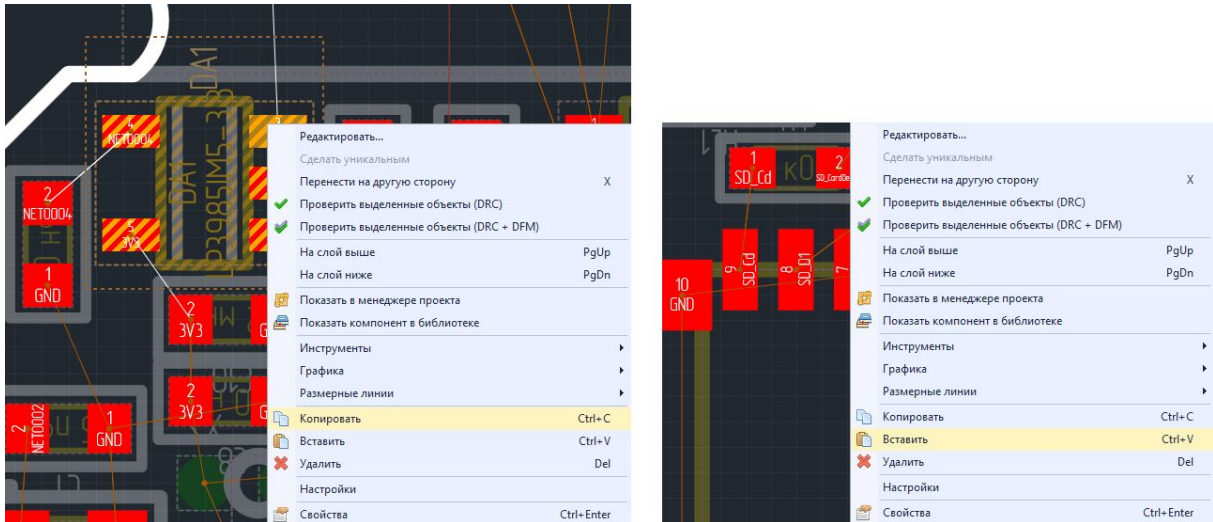 DA1
4
NET0004
3
DA1
LP3985IM5-3.3
1
2
NET0004
1
GND
5
3V3
2
3V3
2
3V3
2
NET0002
1
GND
Редактировать...
Сделать уникальным
Перенести на другую сторону X
Проверить выделенные объекты (DRC)
Проверить выделенные объекты (DRC + DFM)
На слой выше PgUp
На слой ниже PgDn
Показать в менеджере проекта
Показать компонент в библиотеке
Инструменты
Графика
Размерные линии
Копировать Ctrl+C
Вставить Ctrl+V
Удалить Del
Настройки
Свойства Ctrl+Enter
1
SD_Cd
2
9
SD_Cd
8
SD_D1
7
10
GND
Редактировать...
Сделать уникальным
Перенести на другую сторону X
Проверить выделенные объекты (DRC)
Проверить выделенные объекты (DRC + DFM)
На слой выше PgUp
На слой ниже PgDn
Показать в менеджере проекта
Показать компонент в библиотеке
Инструменты
Графика
Размерные линии
Копировать Ctrl+C
Вставить Ctrl+V
Удалить Del
Настройки
Свойства Ctrl+Enter